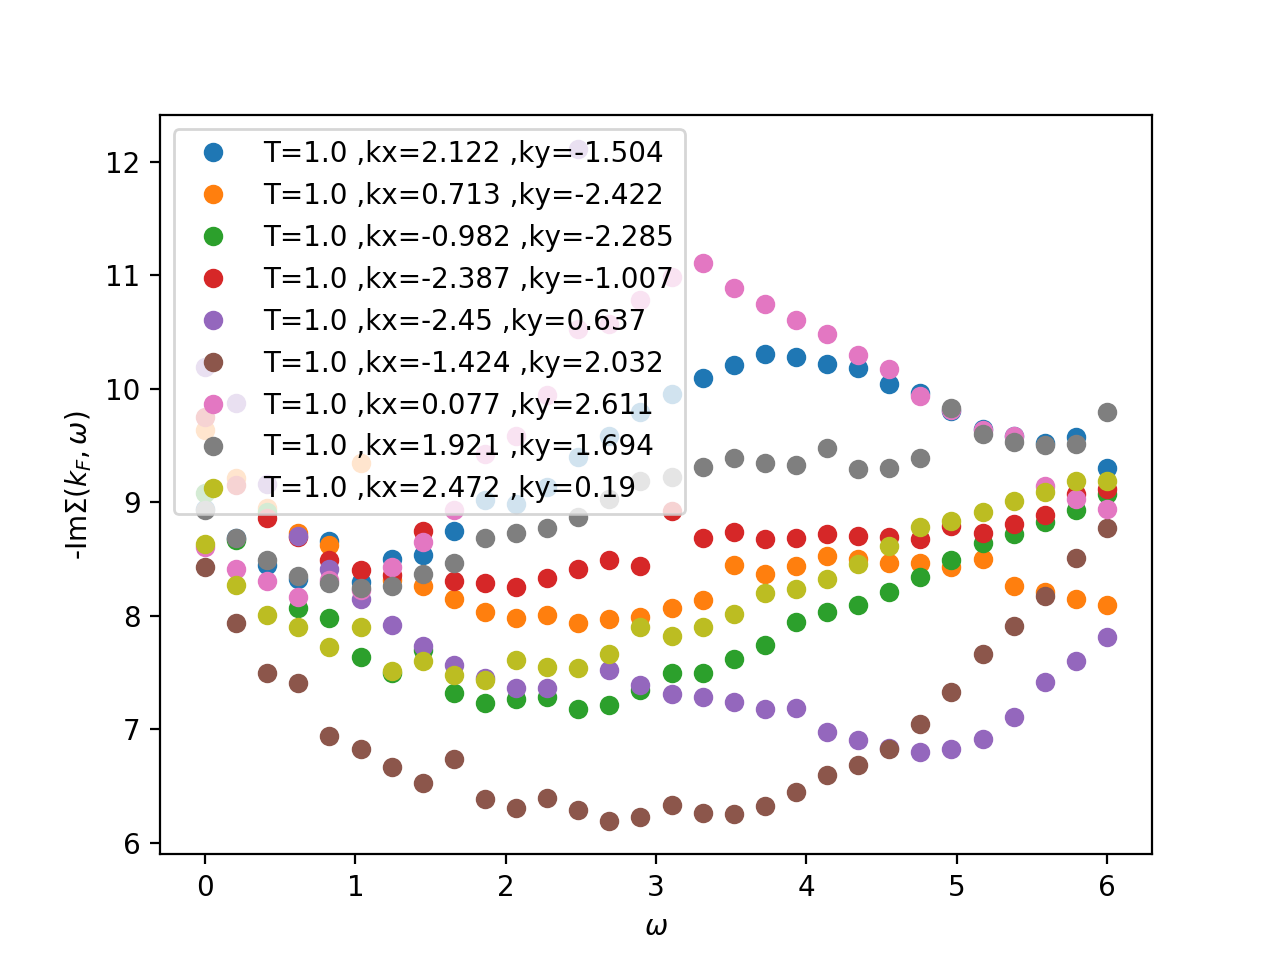 12
11
10
9
8
7
6
-ImΣ(k_F, ω)
T=1.0 ,kx=2.122 ,ky=-1.504
T=1.0 ,kx=0.713 ,ky=-2.422
T=1.0 ,kx=-0.982 ,ky=-2.285
T=1.0 ,kx=-2.387 ,ky=-1.007
T=1.0 ,kx=-2.45 ,ky=0.637
T=1.0 ,kx=-1.424 ,ky=2.032
T=1.0 ,kx=0.077 ,ky=2.611
T=1.0 ,kx=1.921 ,ky=1.694
T=1.0 ,kx=2.472 ,ky=0.19
0 1 2 3 4 5 6
ω